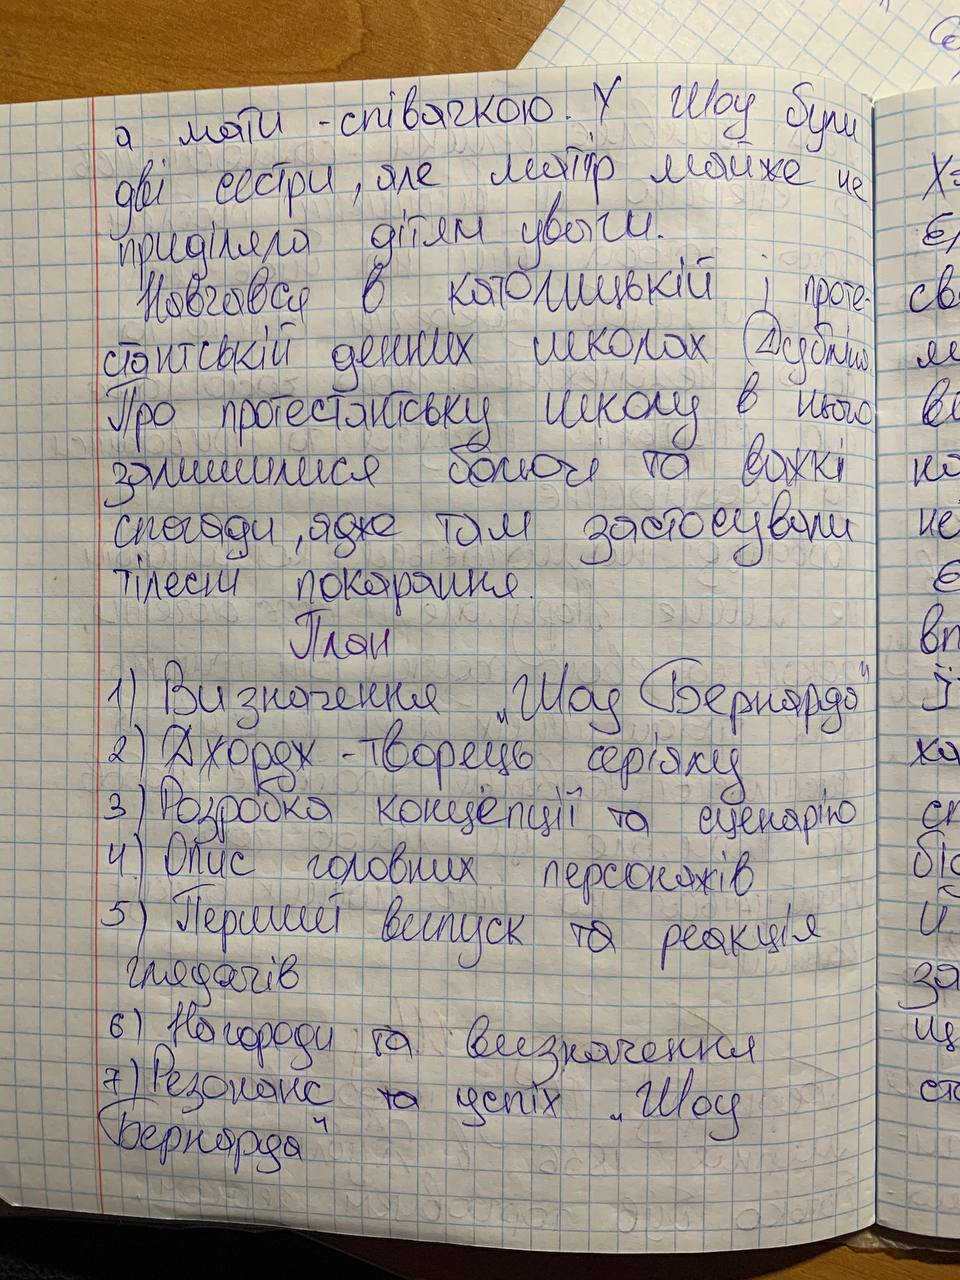 а мати - співачкою. У Шоу були
дві сестри, але матір майже не
приділяла дітям уваги.
Навчався в католицькій і проте-
стантській денних школах Дубліна.
Про протестантську школу в нього
залишилися болючі та важкі
спогади, адже там застосували
тілесні покарання.
План
1) Визначення „Шоу Бернарда"
2) Джордж - творець серіалу
3) Розробка концепції та сценарію
4) Опис головних персонажів
5) Перший випуск та реакція
глядачів
6) Нагороди та визначення
7) Резонанс та успіх „Шоу
Бернарда"